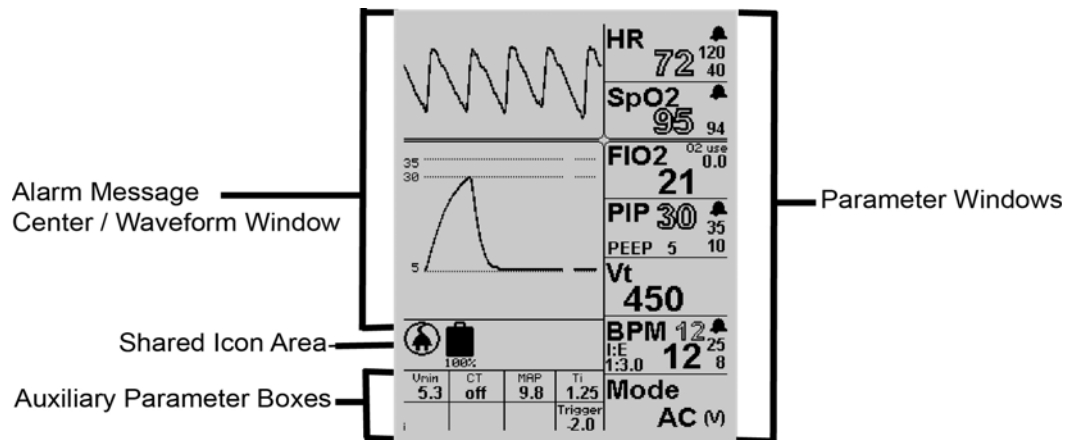 Alarm Message
Center / Waveform Window
Shared Icon Area
Auxiliary Parameter Boxes
35
30
5
100%
Vmin
5.3
CT
off
MAP
9.8
Ti
1.25
Trigger
-2.0
HR
72
120
40
SpO2
95
94
FIO2
O2 use
0.0
21
PIP 30
35
PEEP 5
10
Vt
450
BPM 12
25
I:E
1:3.0
12
8
Mode
AC (V)
Parameter Windows